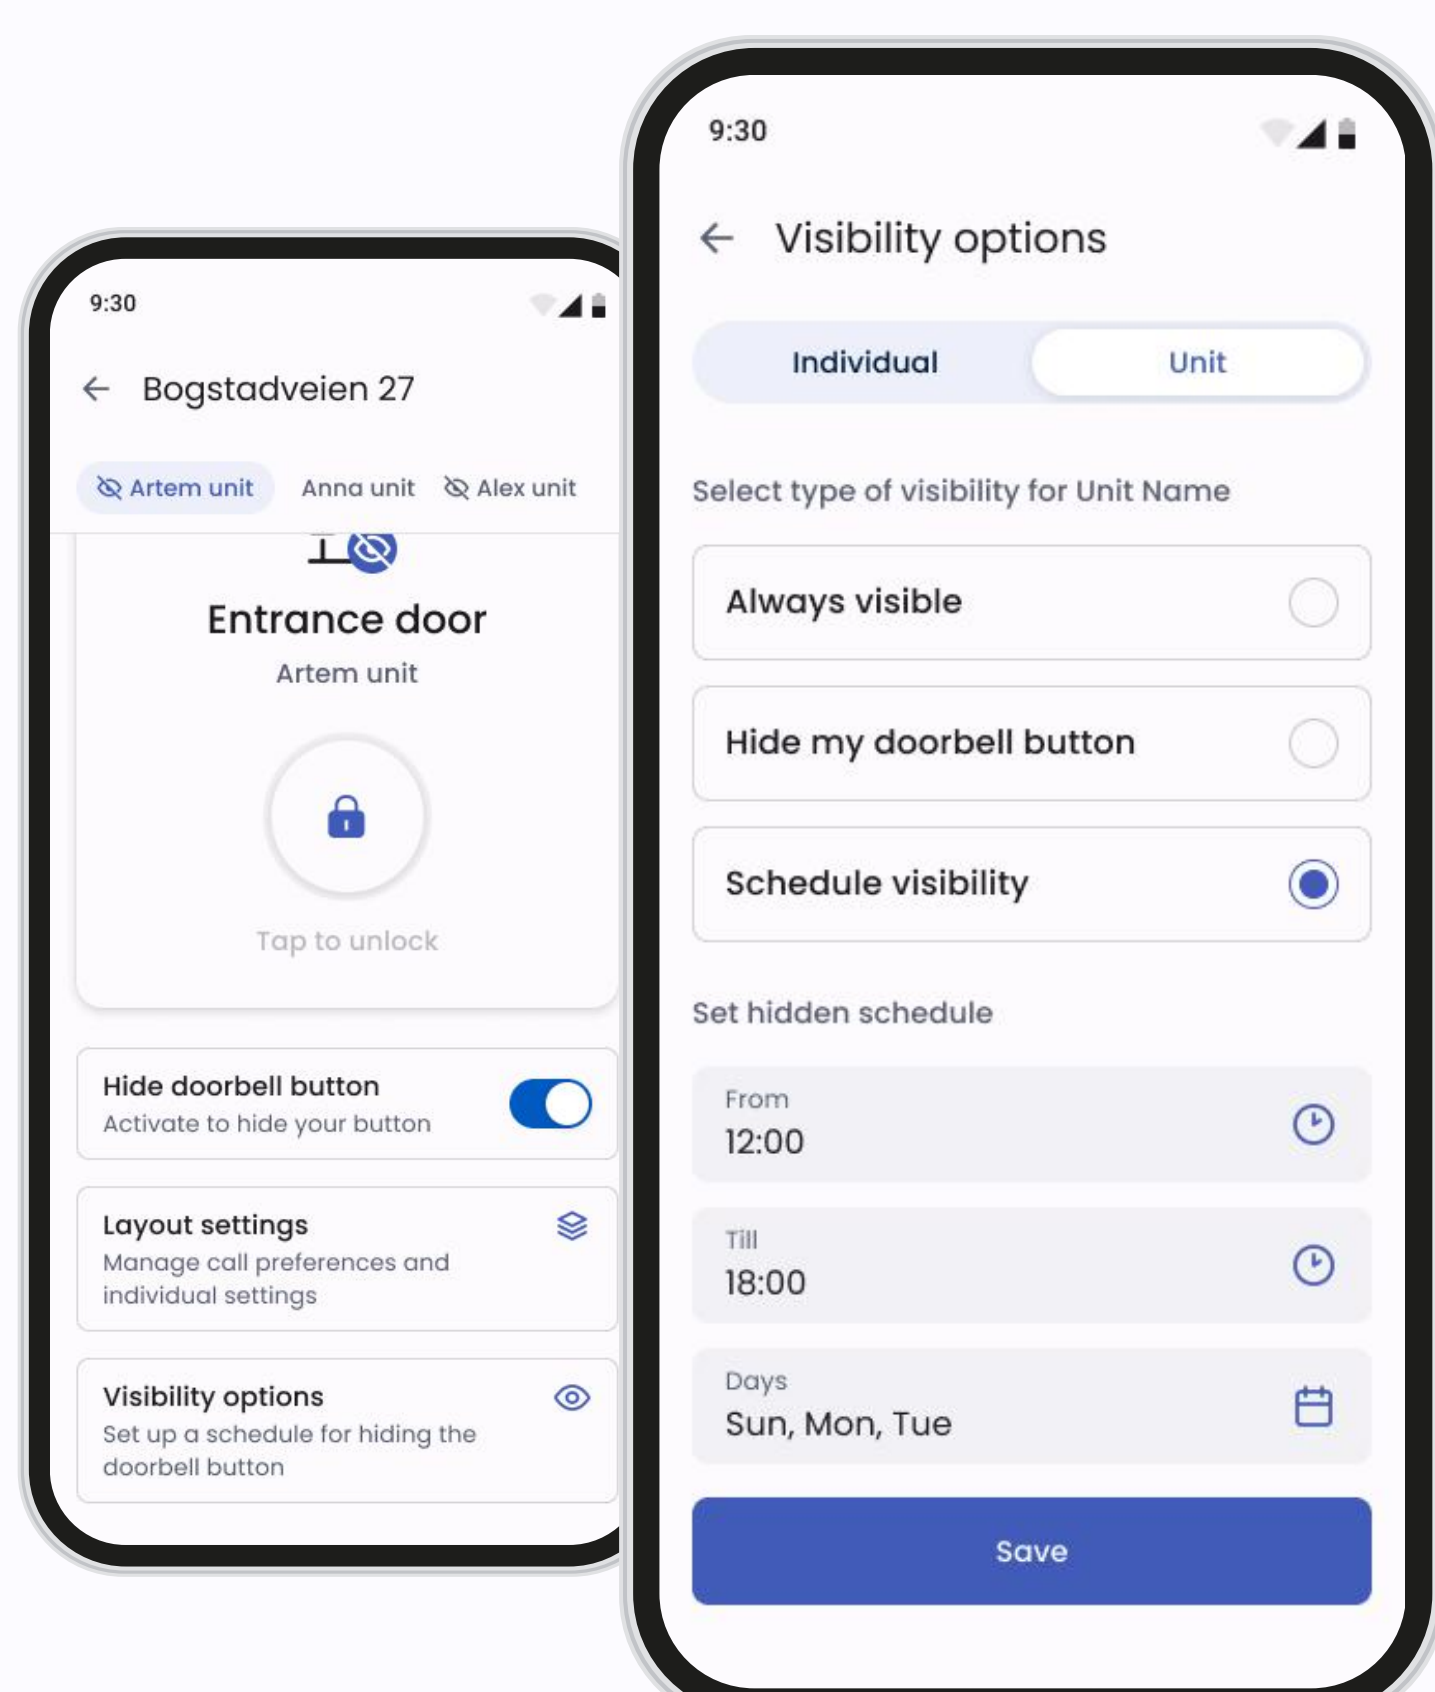 9:30
Bogstadveien 27
Artem unit Anna unit Alex unit
Entrance door
Artem unit
Tap to unlock
Hide doorbell button
Activate to hide your button
Layout settings
Manage call preferences and
individual settings
Visibility options
Set up a schedule for hiding the
doorbell button
9:30
Visibility options
Individual Unit
Select type of visibility for Unit Name
Always visible
Hide my doorbell button
Schedule visibility
Set hidden schedule
From
12:00
Till
18:00
Days
Sun, Mon, Tue
Save